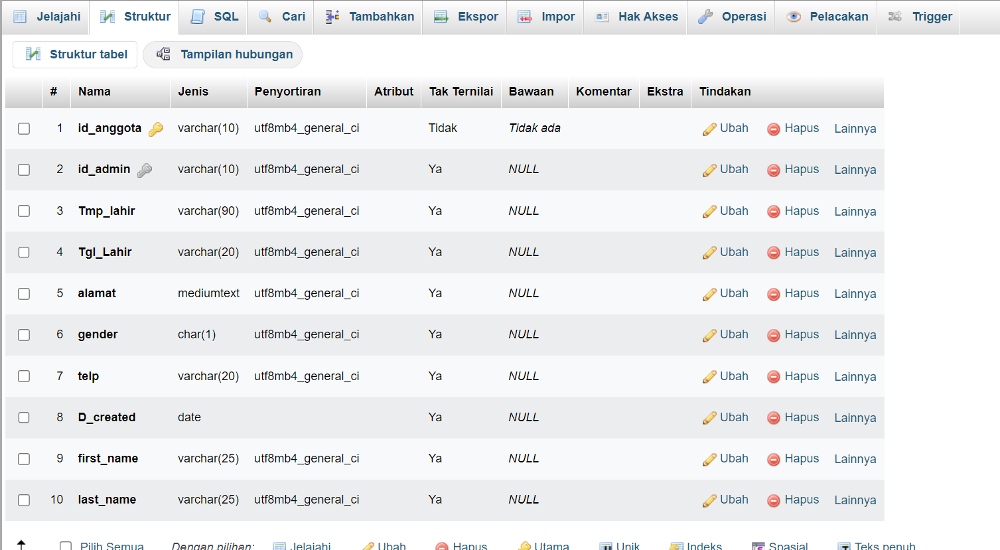 Jelajahi Struktur SQL Cari Tambahkan Ekspor Impor Hak Akses Operasi Pelacakan Trigger
Struktur tabel Tampilan hubungan
# Nama Jenis Penyortiran Atribut Tak Ternilai Bawaan Komentar Ekstra Tindakan
1 id_anggota varchar(10) utf8mb4_general_ci Tidak Tidak ada Ubah Hapus Lainnya
2 id_admin varchar(10) utf8mb4_general_ci Ya NULL Ubah Hapus Lainnya
3 Tmp_lahir varchar(90) utf8mb4_general_ci Ya NULL Ubah Hapus Lainnya
4 Tgl_Lahir varchar(20) utf8mb4_general_ci Ya NULL Ubah Hapus Lainnya
5 alamat mediumtext utf8mb4_general_ci Ya NULL Ubah Hapus Lainnya
6 gender char(1) utf8mb4_general_ci Ya NULL Ubah Hapus Lainnya
7 telp varchar(20) utf8mb4_general_ci Ya NULL Ubah Hapus Lainnya
8 D_created date Ya NULL Ubah Hapus Lainnya
9 first_name varchar(25) utf8mb4_general_ci Ya NULL Ubah Hapus Lainnya
10 last_name varchar(25) utf8mb4_general_ci Ya NULL Ubah Hapus Lainnya
Pilih Semua Dengan pilihan: Jelajahi Ubah Hapus Utama Unik Indeks Spasial Teks penuh